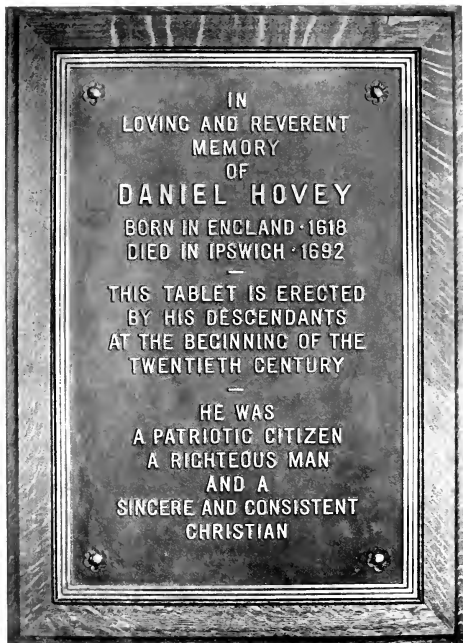 IN
LOVING AND REVERENT
MEMORY
OF
DANIEL HOVEY
BORN IN ENGLAND · 1618
DIED IN IPSWICH · 1692
—
THIS TABLET IS ERECTED
BY HIS DESCENDANTS
AT THE BEGINNING OF THE
TWENTIETH CENTURY
—
HE WAS
A PATRIOTIC CITIZEN
A RIGHTEOUS MAN
AND A
SINCERE AND CONSISTENT
CHRISTIAN